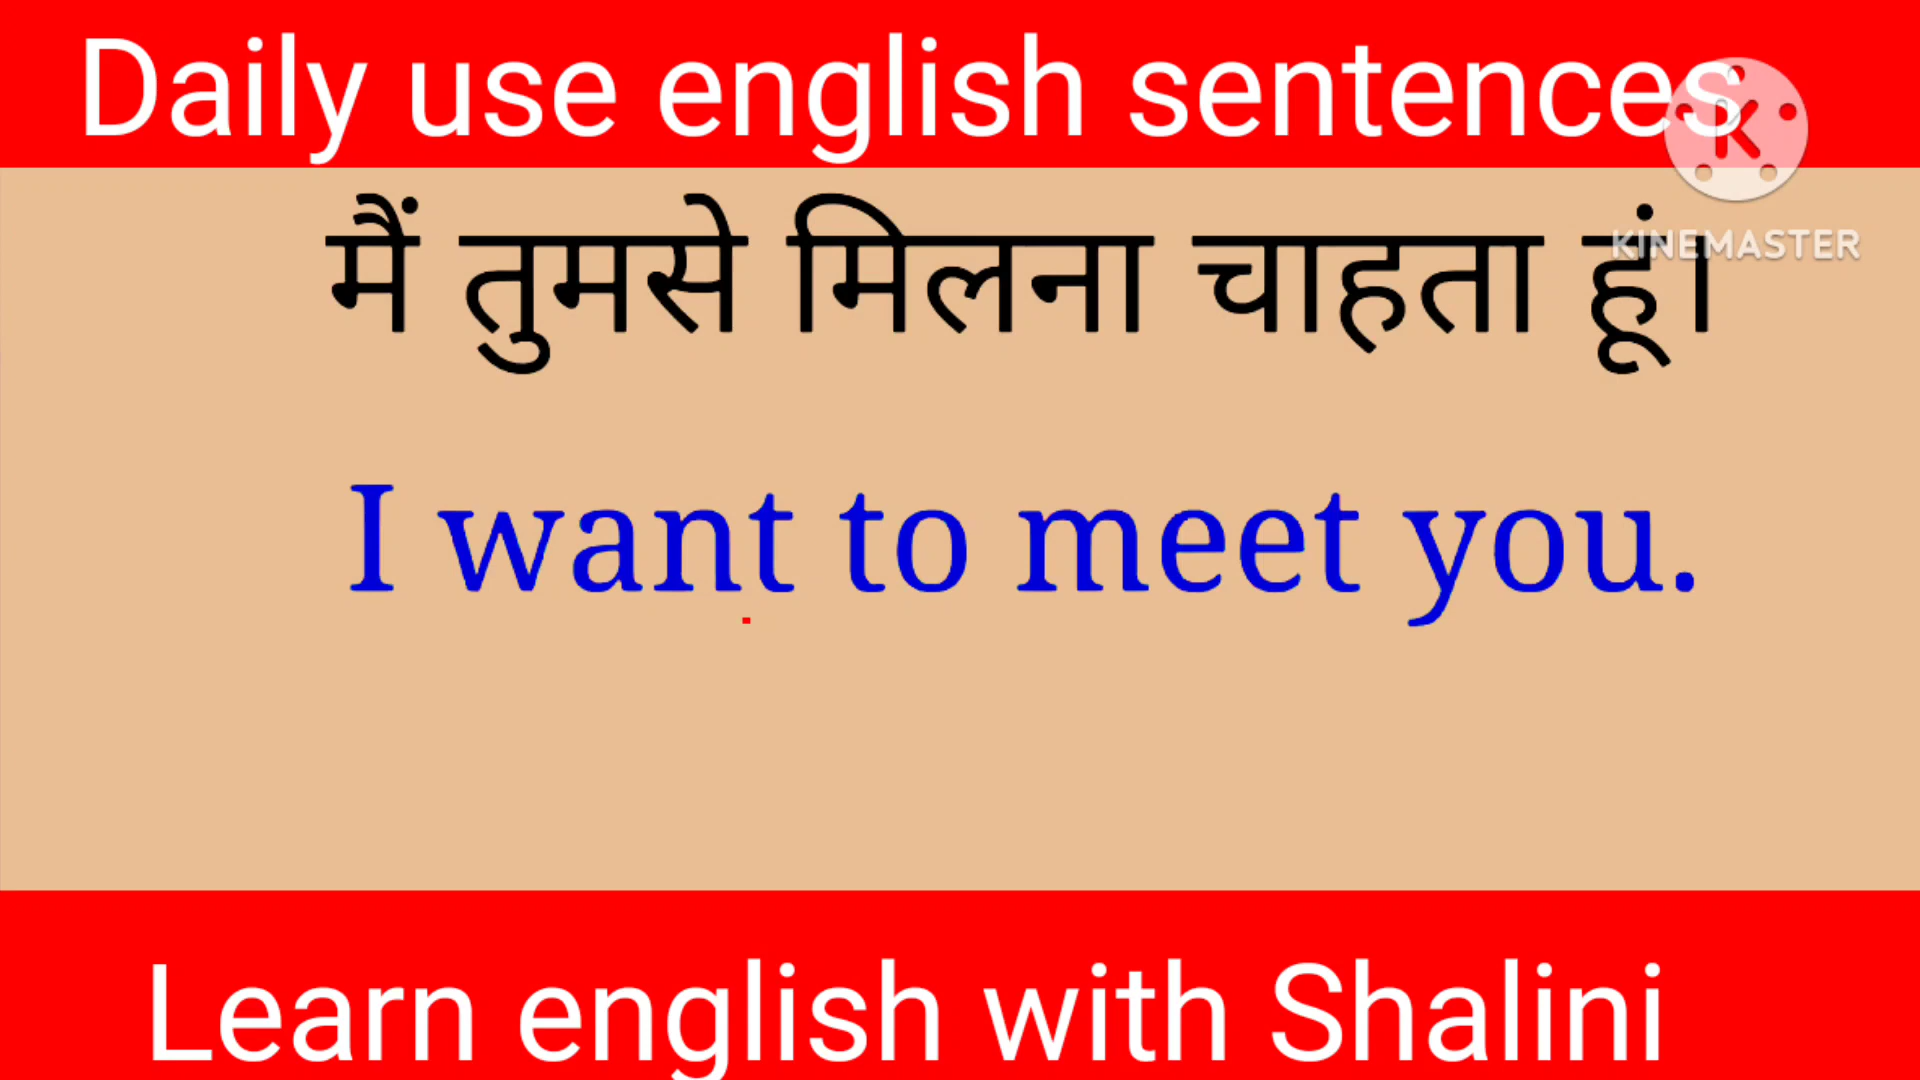 Daily use english sentences
K
KINEMASTER
मैं तुमसे मिलना चाहता हूं।
I want to meet you.
Learn english with Shalini